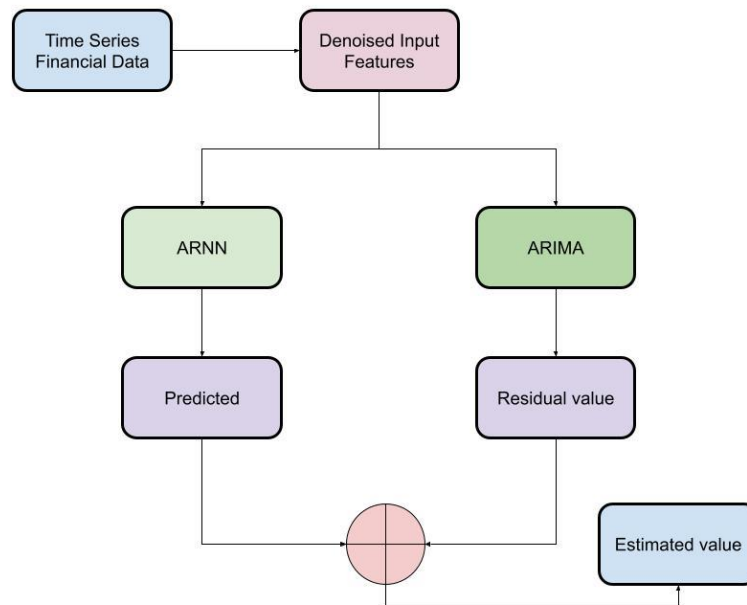 Time Series
Financial Data
Denoised Input
Features
ARNN
ARIMA
Predicted
Residual value
Estimated value